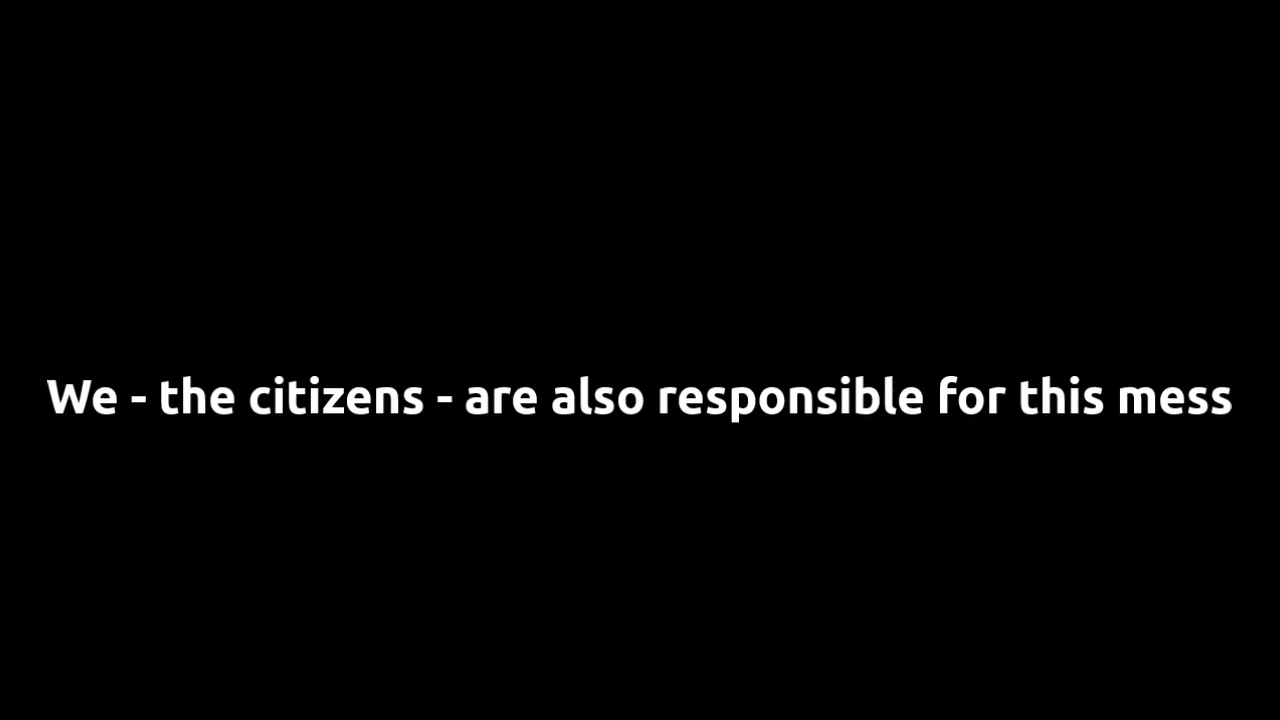 We - the citizens - are also responsible for this mess